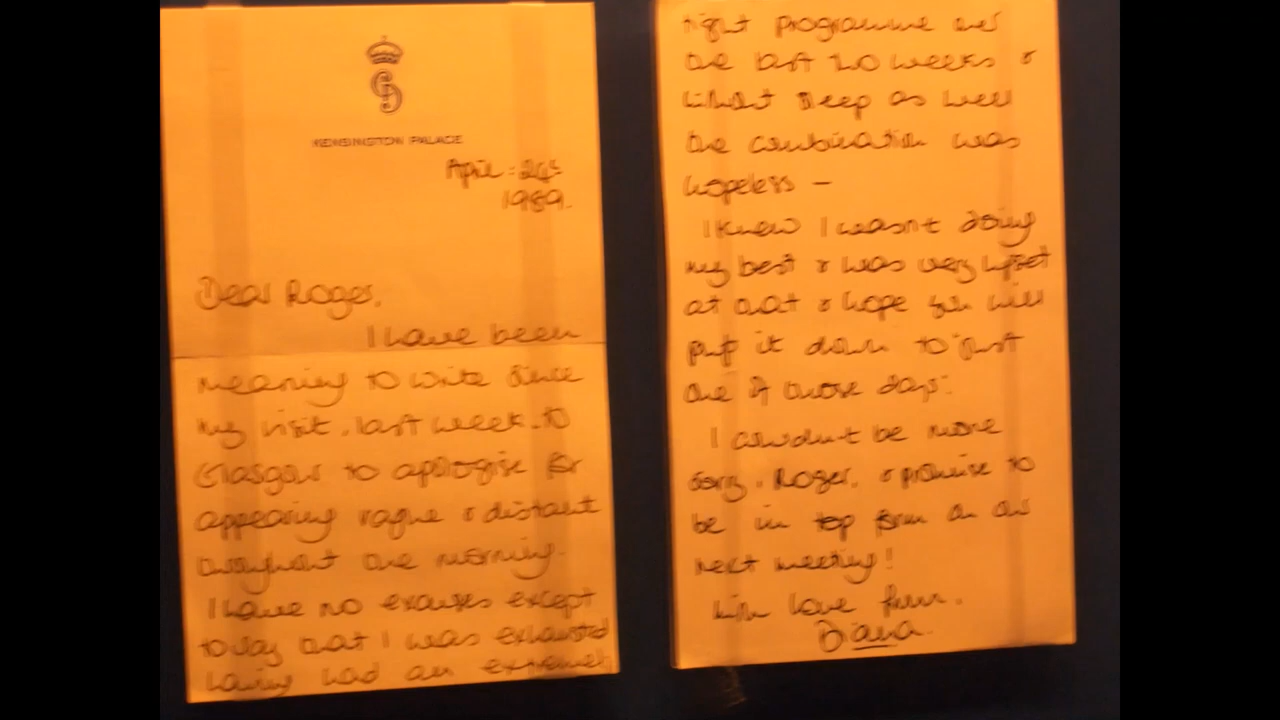 KENSINGTON PALACE
April : 24th
1989.
Dear Roger,
I have been
meaning to write since
my visit, last week, to
Glasgow to apologise for
appearing vague & distant
throughout the morning.
I have no excuses except
to say that I was exhausted
having had an extremely
tight programme over
the last two weeks &
without sleep as well
the combination was
hopeless -
I knew I wasn't doing
my best & was very upset
at that & hope you will
put it down to just
one of those days.
I couldn't be more
sorry, Roger, & promise to
be in top form on our
next meeting!
With love from,
Diana.